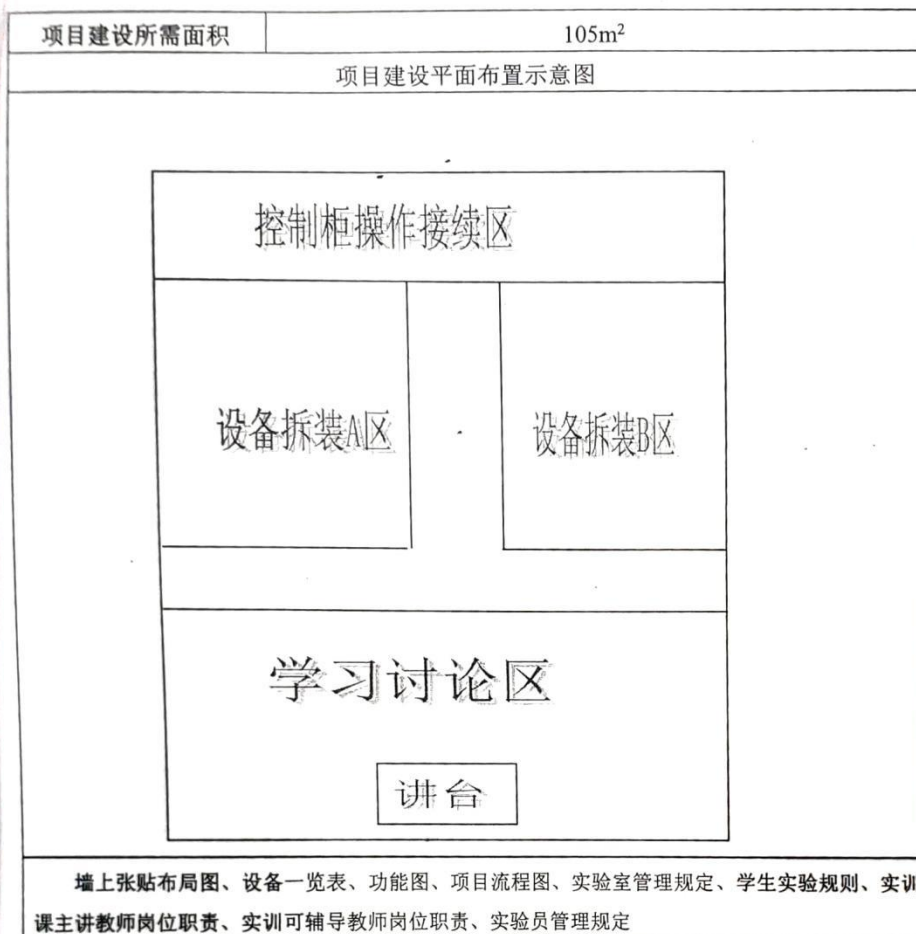 项目建设所需面积 105m²
项目建设平面布置示意图
控制柜操作接续区
设备拆装A区 设备拆装B区
学习讨论区
讲台
墙上张贴布局图、设备一览表、功能图、项目流程图、实验室管理规定、学生实验规则、实训
课主讲教师岗位职责、实训可辅导教师岗位职责、实验员管理规定